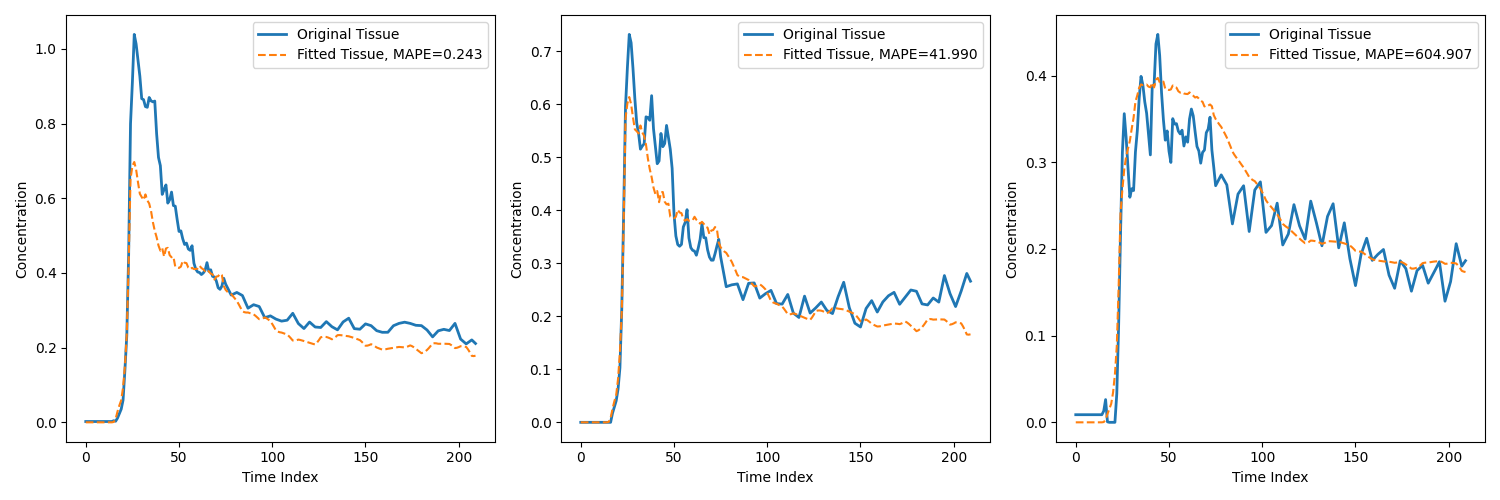 Original Tissue
Fitted Tissue, MAPE=0.243
Concentration
1.0
0.8
0.6
0.4
0.2
0.0
0
50
100
150
200
Time Index
Original Tissue
Fitted Tissue, MAPE=41.990
Concentration
0.7
0.6
0.5
0.4
0.3
0.2
0.1
0.0
0
50
100
150
200
Time Index
Original Tissue
Fitted Tissue, MAPE=604.907
Concentration
0.4
0.3
0.2
0.1
0.0
0
50
100
150
200
Time Index